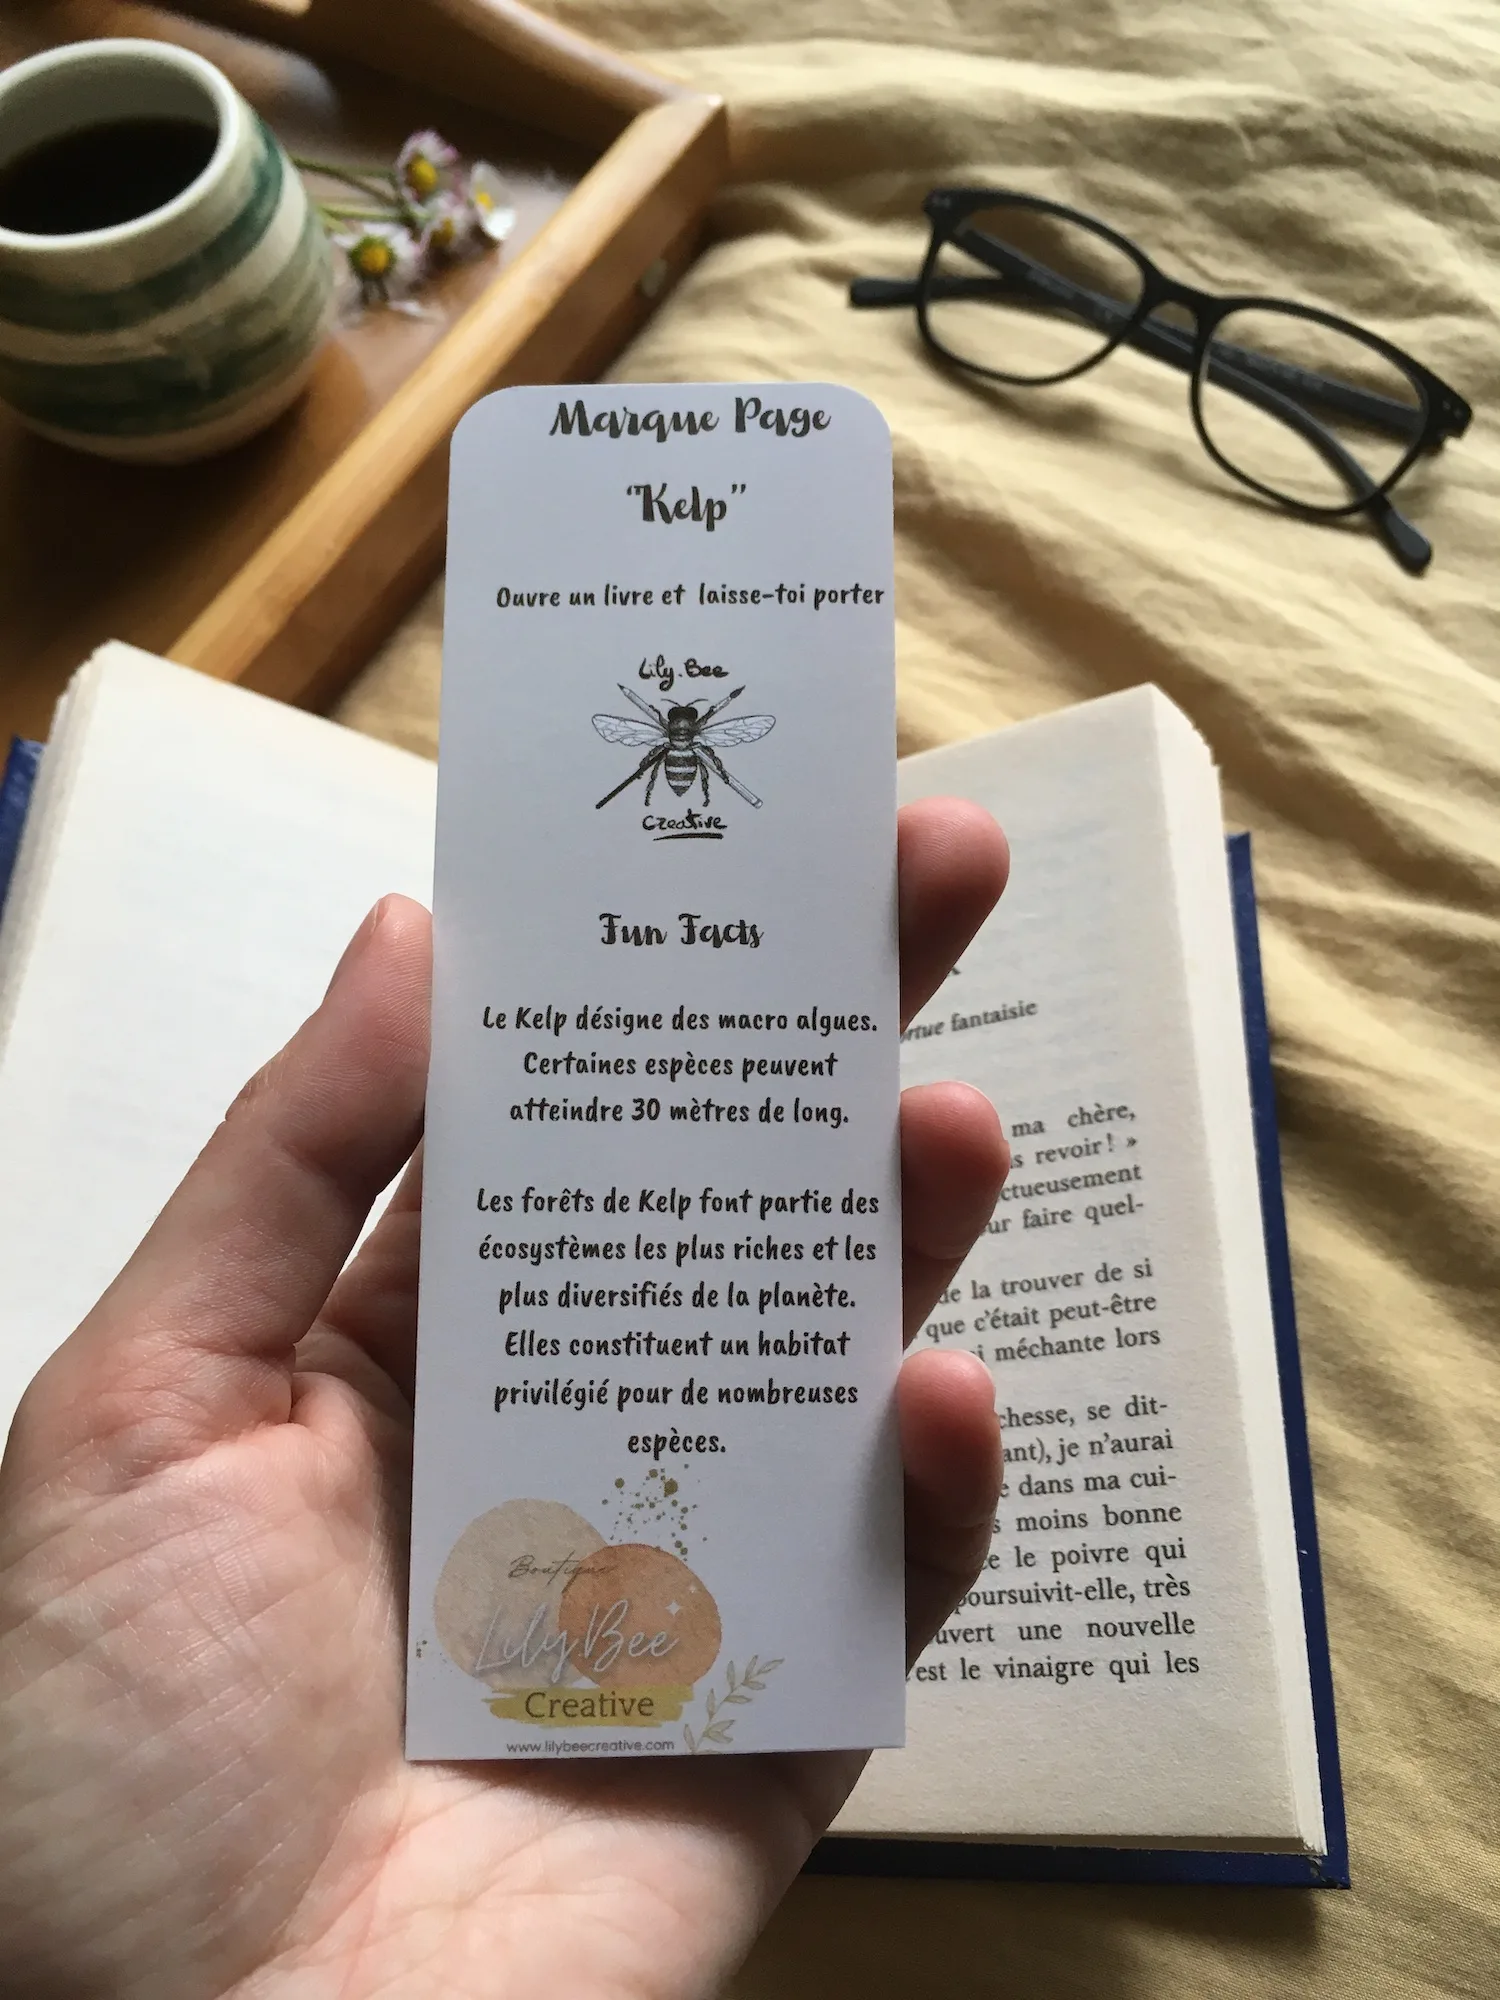 Marque Page
"Kelp"
Ouvre un livre et laisse-toi porter
Lily.Bee
Creative
Fun Facts
Le Kelp désigne des macro algues.
Certaines espèces peuvent
atteindre 30 mètres de long.
Les forêts de Kelp font partie des
écosystèmes les plus riches et les
plus diversifiés de la planète.
Elles constituent un habitat
privilégié pour de nombreuses
espèces.
Boutique
LilyBee
Creative
www.lilybeecreative.com
fantaisie
ma chère,
revoir ! »
faire quel-
de la trouver de si
que c'était peut-être
méchante lors
se dit-
je n'aurai
dans ma cui-
moins bonne
le poivre qui
poursuivit-elle, très
une nouvelle
est le vinaigre qui les